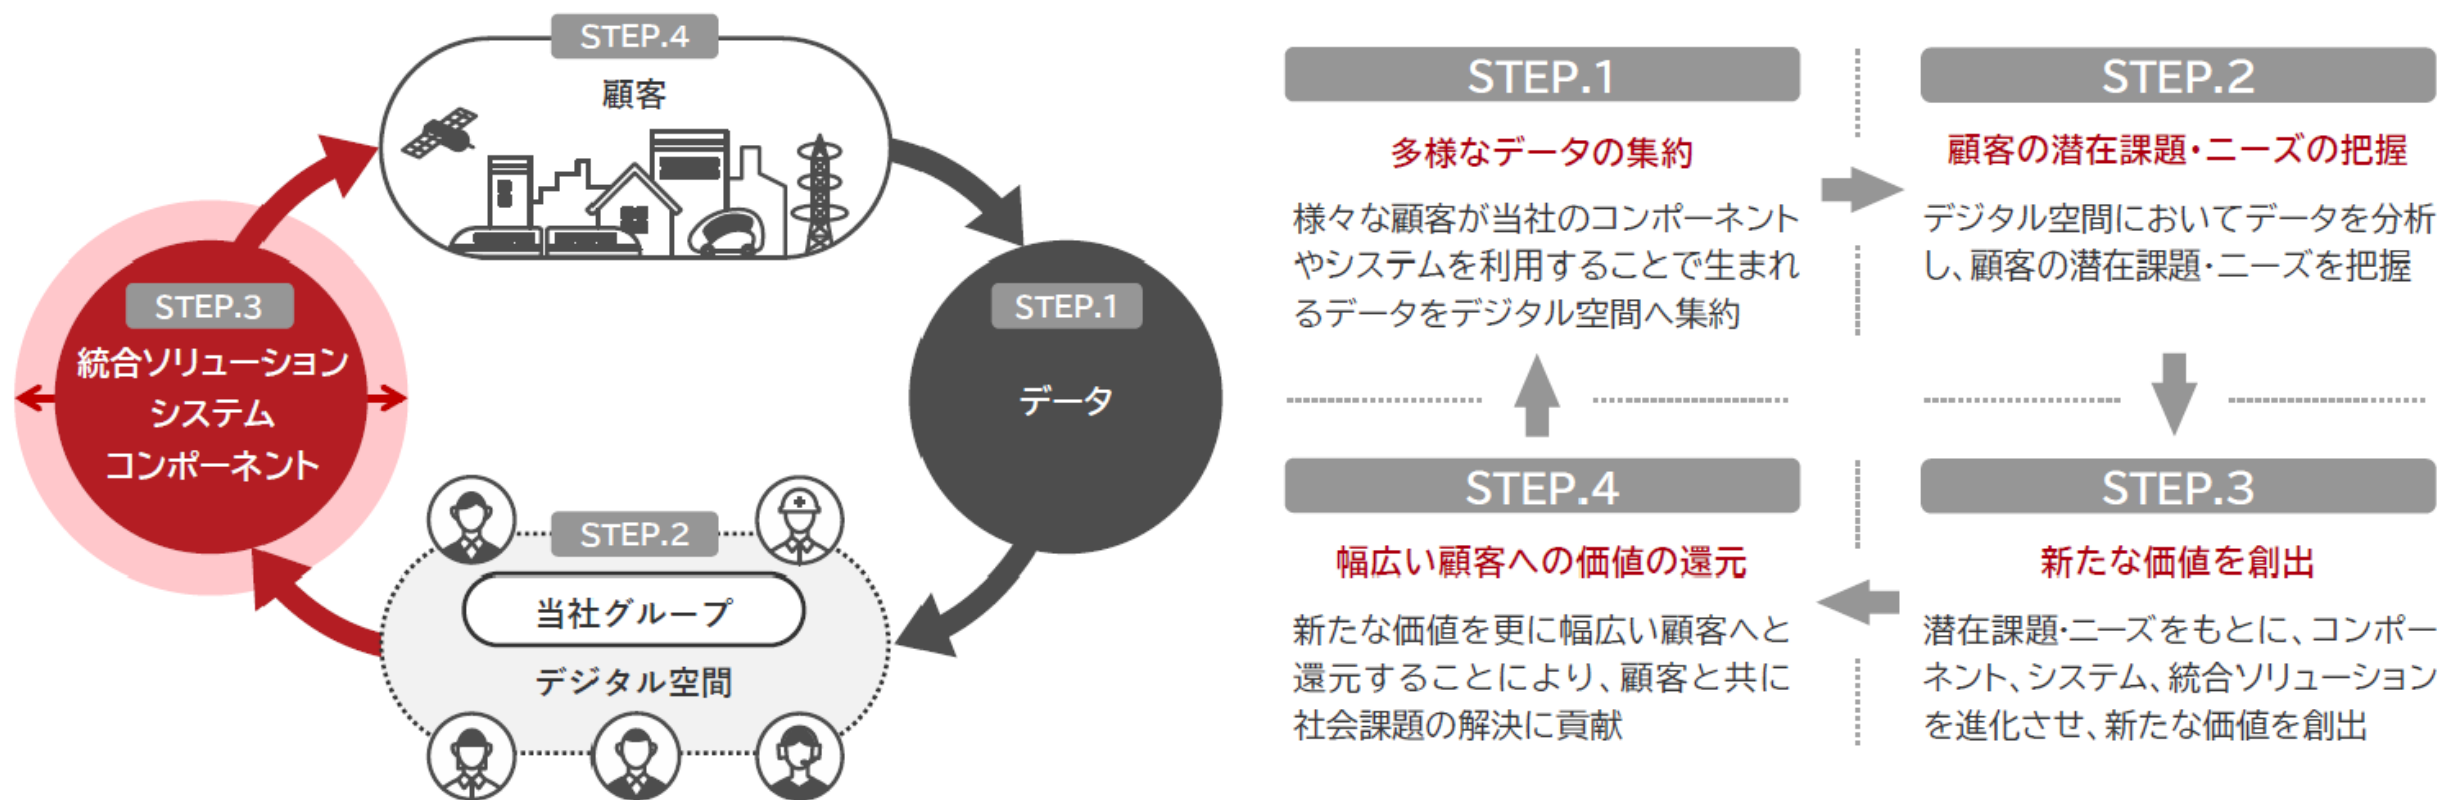 STEP.4
顧客
STEP.3
統合ソリューション
システム
コンポーネント
STEP.1
データ
STEP.2
当社グループ
デジタル空間
STEP.1
多様なデータの集約
様々な顧客が当社のコンポーネント
やシステムを利用することで生まれ
るデータをデジタル空間へ集約
STEP.2
顧客の潜在課題・ニーズの把握
デジタル空間においてデータを分析
し、顧客の潜在課題・ニーズを把握
STEP.3
新たな価値を創出
潜在課題・ニーズをもとに、コンポー
ネント、システム、統合ソリューション
を進化させ、新たな価値を創出
STEP.4
幅広い顧客への価値の還元
新たな価値を更に幅広い顧客へと
還元することにより、顧客と共に
社会課題の解決に貢献